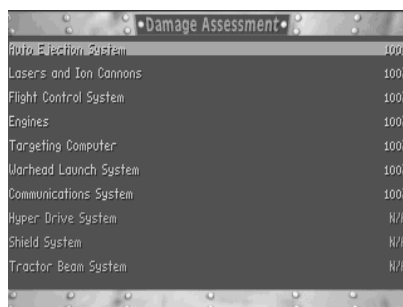 •Damage Assessment•
Auto Ejection System 100
Lasers and Ion Cannons 100
Flight Control System 100
Engines 100
Targeting Computer 100
Warhead Launch System 100
Communications System 100
Hyper Drive System N/
Shield System N/
Tractor Beam System N/